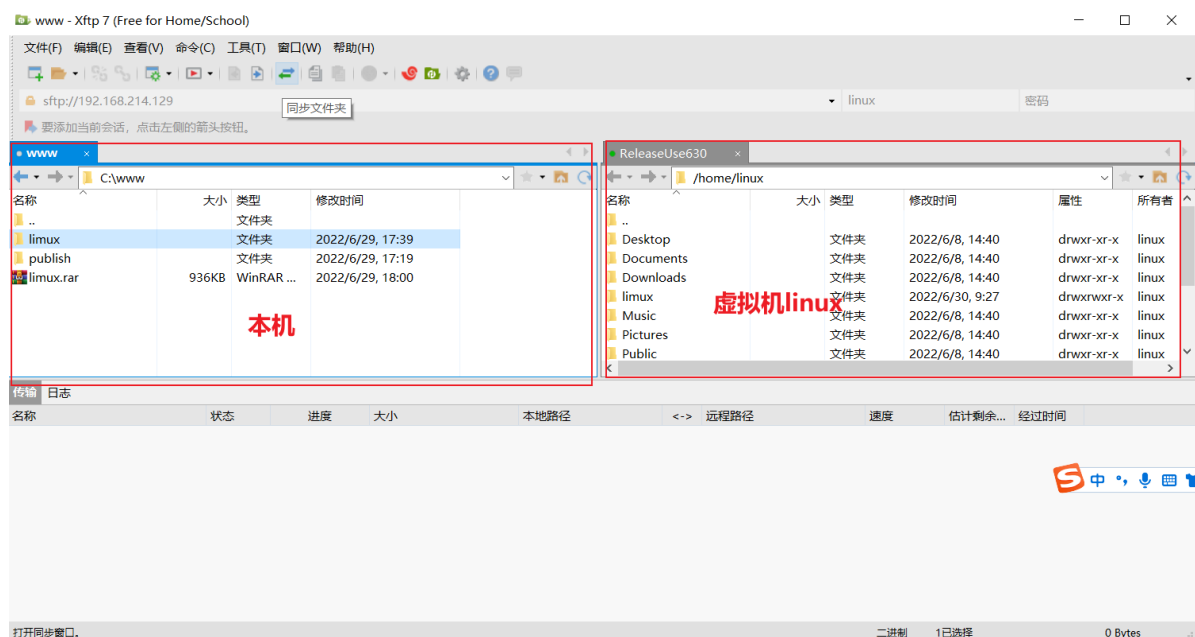 www - Xftp 7 (Free for Home/School)
文件(F) 编辑(E) 查看(V) 命令(C) 工具(T) 窗口(W) 帮助(H)
sftp://192.168.214.129 linux 密码
同步文件夹
要添加当前会话，点击左侧的箭头按钮。
www × ReleaseUse630 ×
C:\www /home/linux
名称 大小 类型 修改时间 名称 大小 类型 修改时间 属性 所有者
.. 文件夹 ..
limux 文件夹 2022/6/29, 17:39 Desktop 文件夹 2022/6/8, 14:40 drwxr-xr-x linux
publish 文件夹 2022/6/29, 17:19 Documents 文件夹 2022/6/8, 14:40 drwxr-xr-x linux
limux.rar 936KB WinRAR ... 2022/6/29, 18:00 Downloads 文件夹 2022/6/8, 14:40 drwxr-xr-x linux
limux 文件夹 2022/6/30, 9:27 drwxrwxr-x linux
虚拟机linux
本机
Music 文件夹 2022/6/8, 14:40 drwxr-xr-x linux
Pictures 文件夹 2022/6/8, 14:40 drwxr-xr-x linux
Public 文件夹 2022/6/8, 14:40 drwxr-xr-x linux
传输 日志
名称 状态 进度 大小 本地路径 <-> 远程路径 速度 估计剩余... 经过时间
S 中
打开同步窗口。 二进制 1已选择 0 Bytes